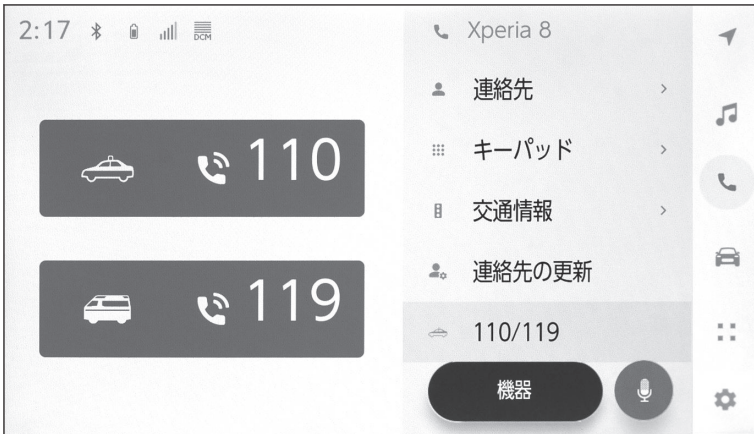 2:17 DCM
110
119
Xperia 8
連絡先
キーパッド
交通情報
連絡先の更新
110/119
機器